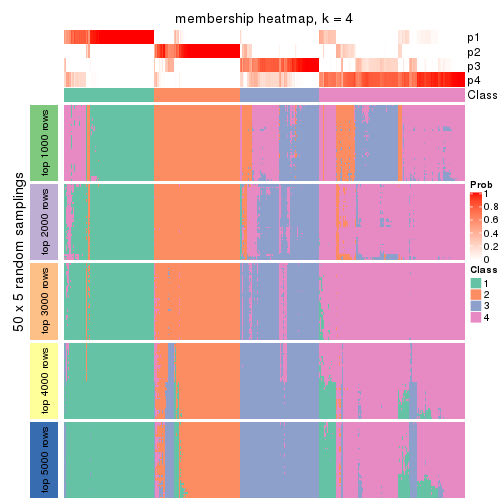 membership heatmap, k = 4
p1
p2
p3
p4
Class
50 x 5 random samplings
top 1000 rows
top 2000 rows
top 3000 rows
top 4000 rows
top 5000 rows
Prob
1
0.8
0.6
0.4
0.2
0
Class
1
2
3
4